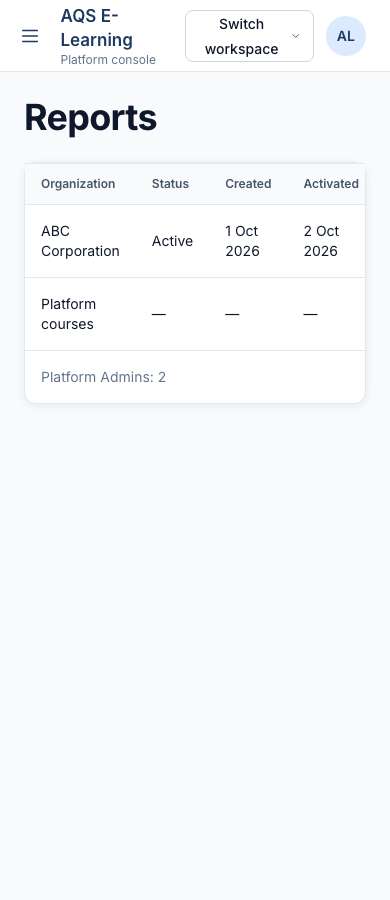 AQS E-
Learning
Platform console
Switch
workspace
AL
Reports
Organization Status Created Activated
ABC
Corporation
Active
1 Oct
2026
2 Oct
2026
Platform
courses
— — —
Platform Admins: 2